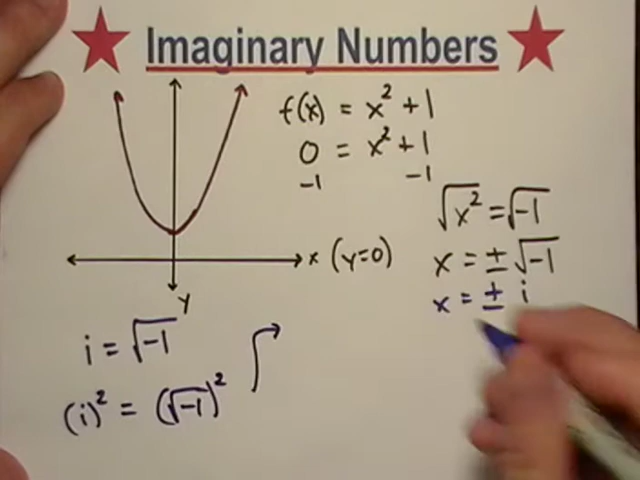 Imaginary Numbers
f(x) = x² + 1
0 = x² + 1
-1 -1
√x² = √-1
x = ± √-1
x = ± i
x (y=0)
y
i = √-1
(i)² = (√-1)²